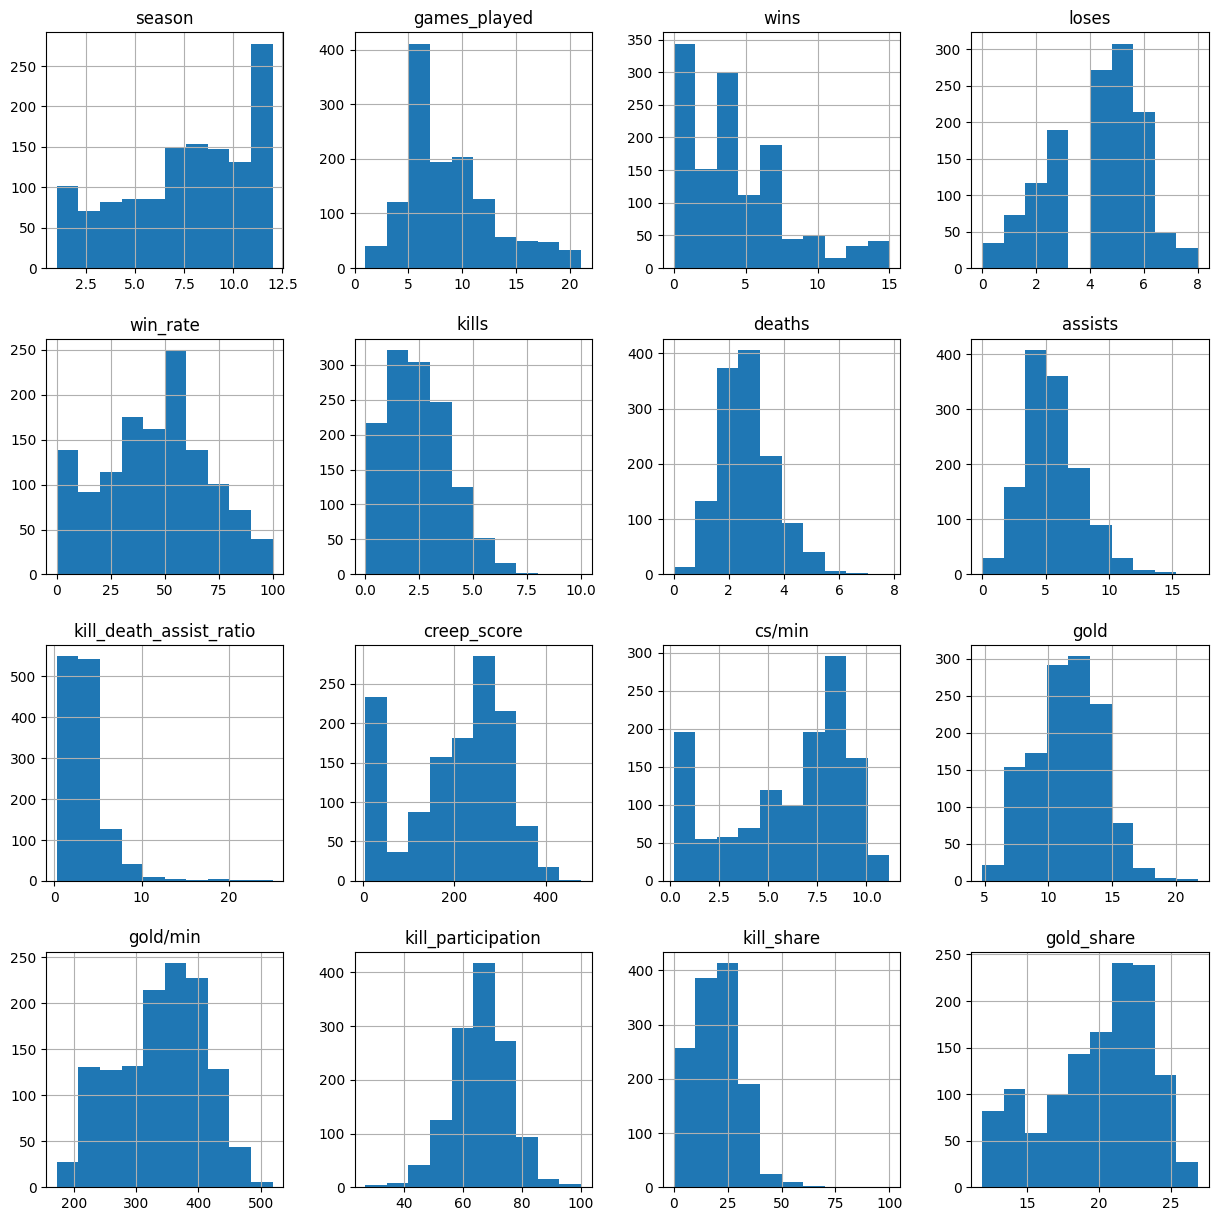 season games_played wins loses
250 200 150 100 50 0
2.5 5.0 7.5 10.0 12.5
400 300 200 100 0
0 5 10 15 20
350 300 250 200 150 100 50 0
0 5 10 15
300 250 200 150 100 50 0
0 2 4 6 8
win_rate kills deaths assists
250 200 150 100 50 0
0 25 50 75 100
300 250 200 150 100 50 0
0.0 2.5 5.0 7.5 10.0
400 300 200 100 0
0 2 4 6 8
400 300 200 100 0
0 5 10 15
kill_death_assist_ratio creep_score cs/min gold
500 400 300 200 100 0
0 10 20
250 200 150 100 50 0
0 200 400
300 250 200 150 100 50 0
0.0 2.5 5.0 7.5 10.0
300 250 200 150 100 50 0
5 10 15 20
gold/min kill_participation kill_share gold_share
250 200 150 100 50 0
200 300 400 500
400 300 200 100 0
40 60 80 100
400 300 200 100 0
0 25 50 75 100
250 200 150 100 50 0
15 20 25